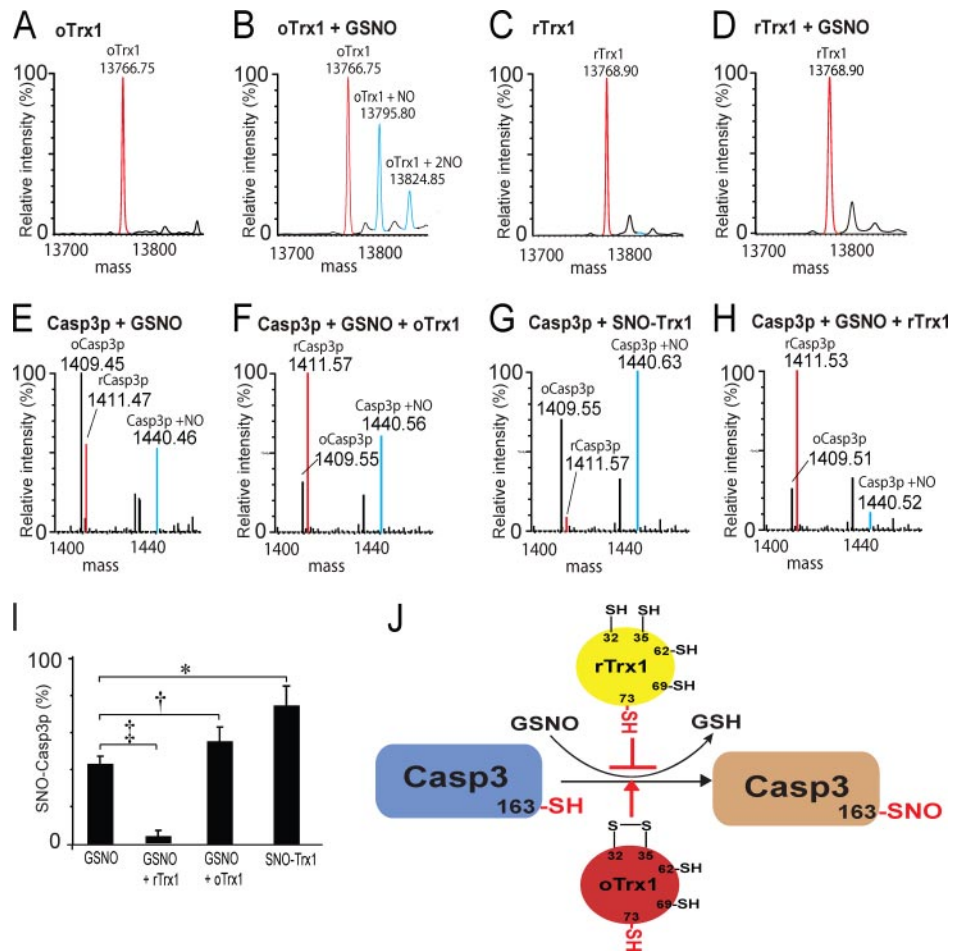 A oTrx1
oTrx1
13766.75
Relative intensity (%)
100
50
0
13700 13800
mass
B oTrx1 + GSNO
oTrx1
13766.75
oTrx1 + NO
13795.80
oTrx1 + 2NO
13824.85
Relative intensity (%)
100
50
0
13700 13800
mass
C rTrx1
rTrx1
13768.90
Relative intensity (%)
100
50
0
13700 13800
mass
D rTrx1 + GSNO
rTrx1
13768.90
Relative intensity (%)
100
50
0
13700 13800
mass
E Casp3p + GSNO
oCasp3p
1409.45
rCasp3p
1411.47
Casp3p +NO
1440.46
Relative intensity (%)
100
50
0
1400 1440
mass
F Casp3p + GSNO + oTrx1
rCasp3p
1411.57
Casp3p +NO
1440.56
oCasp3p
1409.55
Relative intensity (%)
100
50
0
1400 1440
mass
G Casp3p + SNO-Trx1
Casp3p +NO
1440.63
oCasp3p
1409.55
rCasp3p
1411.57
Relative intensity (%)
100
50
0
1400 1440
mass
H Casp3p + GSNO + rTrx1
rCasp3p
1411.53
oCasp3p
1409.51
Casp3p +NO
1440.52
Relative intensity (%)
100
50
0
1400 1440
mass
I
SNO-Casp3p (%)
100
0
*
†
‡
GSNO
GSNO
+ rTrx1
GSNO
+ oTrx1
SNO-Trx1
J
SH SH
32 35
62-SH
rTrx1
69-SH
73
-SH
GSNO GSH
Casp3
163-SH
Casp3
163-SNO
S—S
32 35
62-SH
oTrx1
69-SH
73
-SH